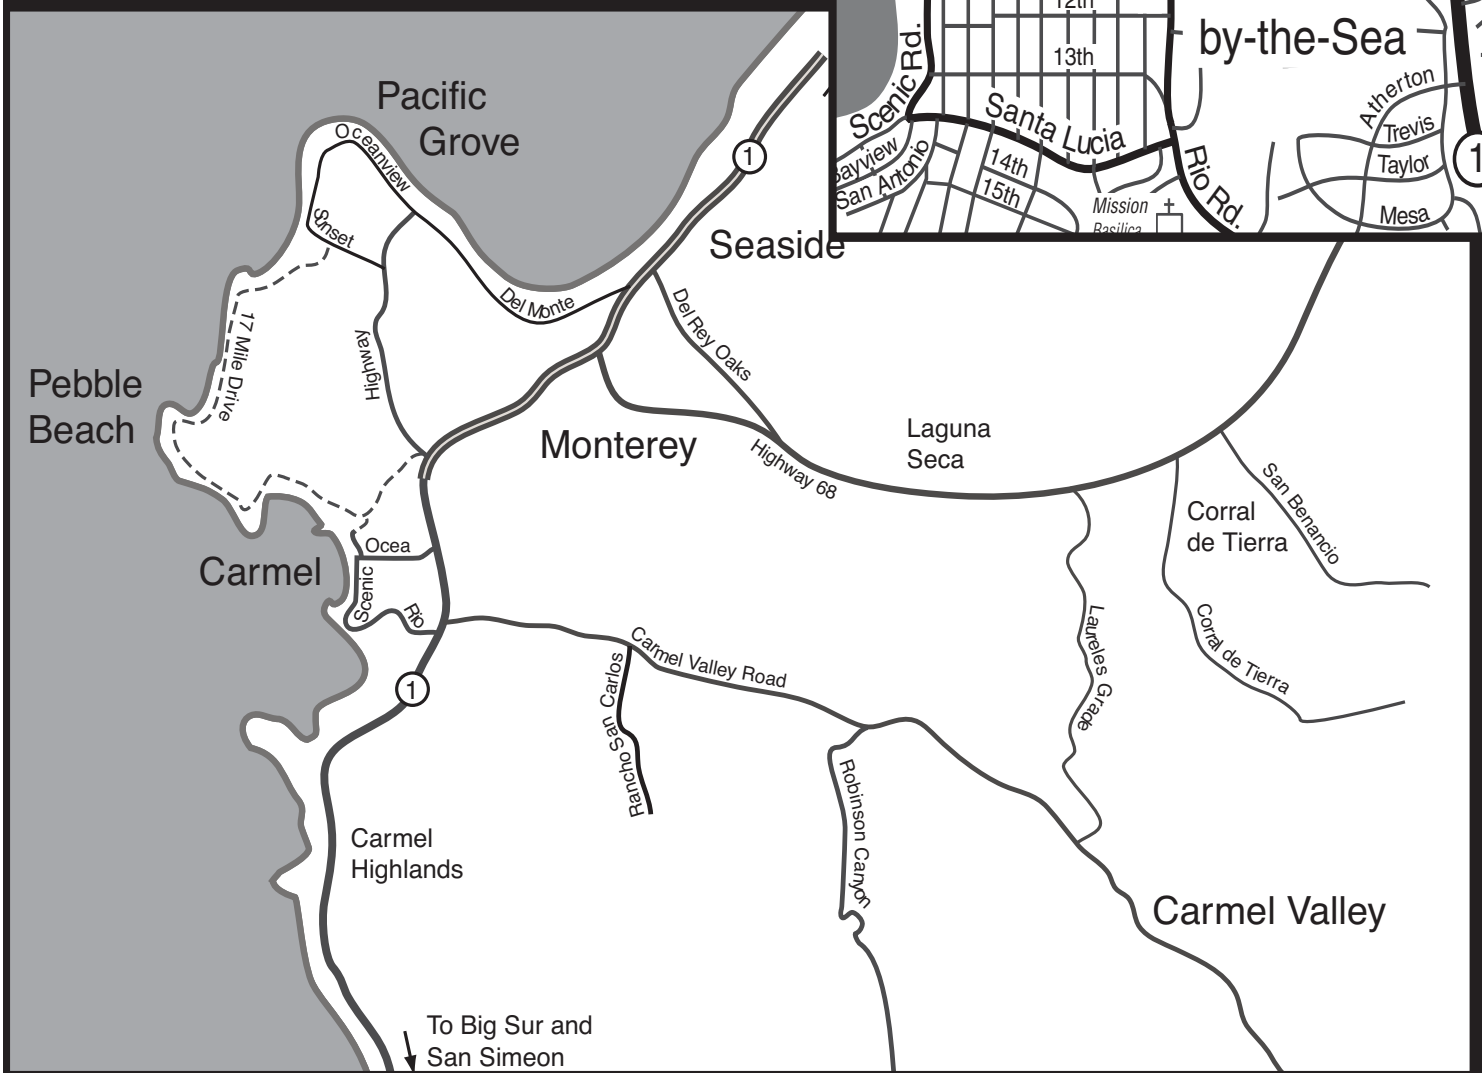 12th
by-the-Sea
13th
Scenic Rd.
Santa Lucia
Atherton
Trevis
Taylor
1
Bayview
San Antonio
14th
15th
Rio Rd.
Mission
Basilica
Mesa
Pacific
Grove
Oceanview
1
Sunset
Seaside
Del Monte
Del Rey Oaks
17 Mile Drive
Highway
Pebble
Beach
Monterey
Laguna
Seca
Highway 68
San Benancio
Corral
de Tierra
Ocea
Carmel
Scenic
Rio
Carmel Valley Road
Laureles Grade
Corral de Tierra
1
Rancho San Carlos
Robinson Canyon
Carmel
Highlands
Carmel Valley
To Big Sur and
San Simeon